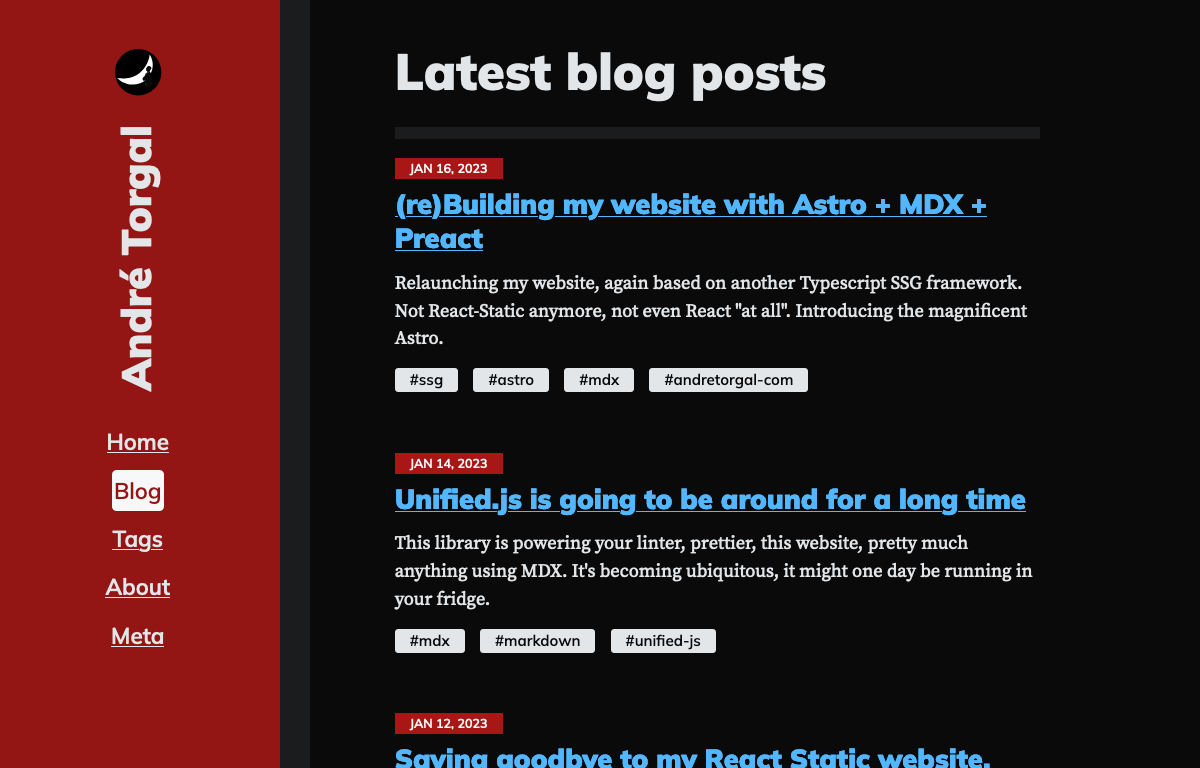 André Torgal
Home
Blog
Tags
About
Meta
Latest blog posts
JAN 16, 2023
(re)Building my website with Astro + MDX +
Preact
Relaunching my website, again based on another Typescript SSG framework.
Not React-Static anymore, not even React "at all". Introducing the magnificent
Astro.
#ssg #astro #mdx #andretorgal-com
JAN 14, 2023
Unified.js is going to be around for a long time
This library is powering your linter, prettier, this website, pretty much
anything using MDX. It's becoming ubiquitous, it might one day be running in
your fridge.
#mdx #markdown #unified-js
JAN 12, 2023
Saying goodbye to my React Static website,